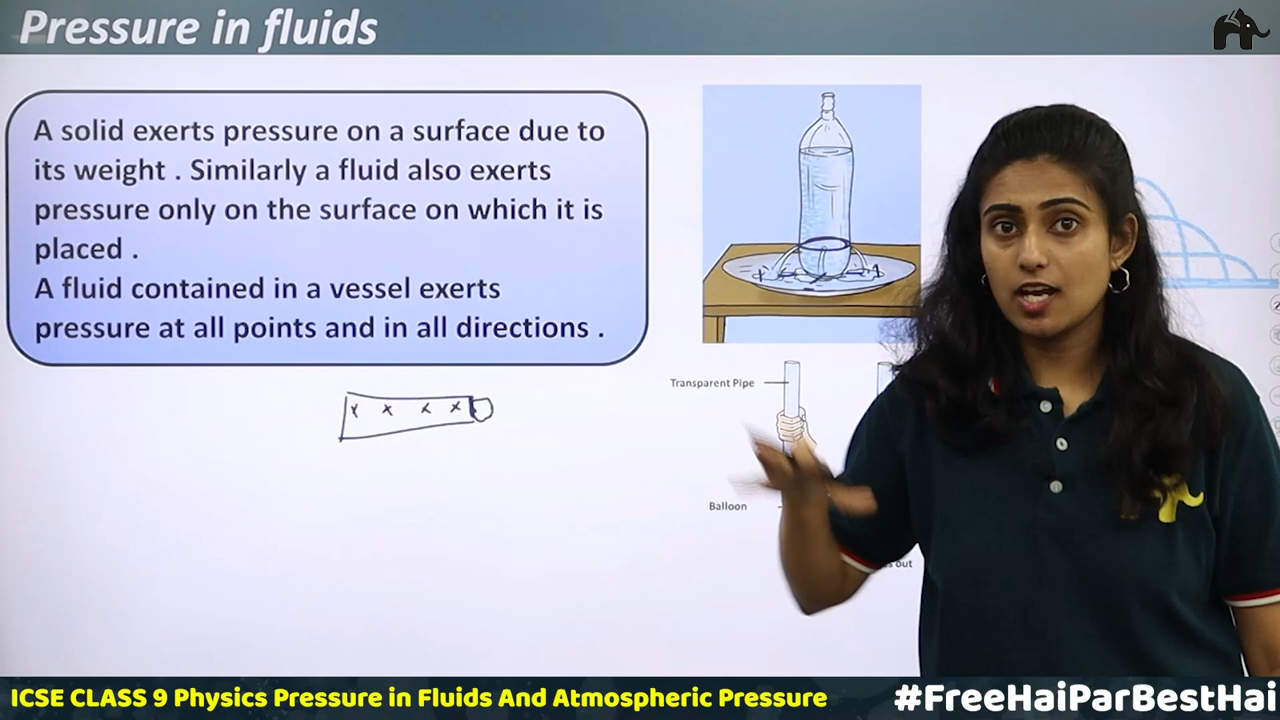 Pressure in fluids
A solid exerts pressure on a surface due to
its weight . Similarly a fluid also exerts
pressure only on the surface on which it is
placed .
A fluid contained in a vessel exerts
pressure at all points and in all directions .
Transparent Pipe
Balloon
out
ICSE CLASS 9 Physics Pressure in Fluids And Atmospheric Pressure
#FreeHaiParBestHai